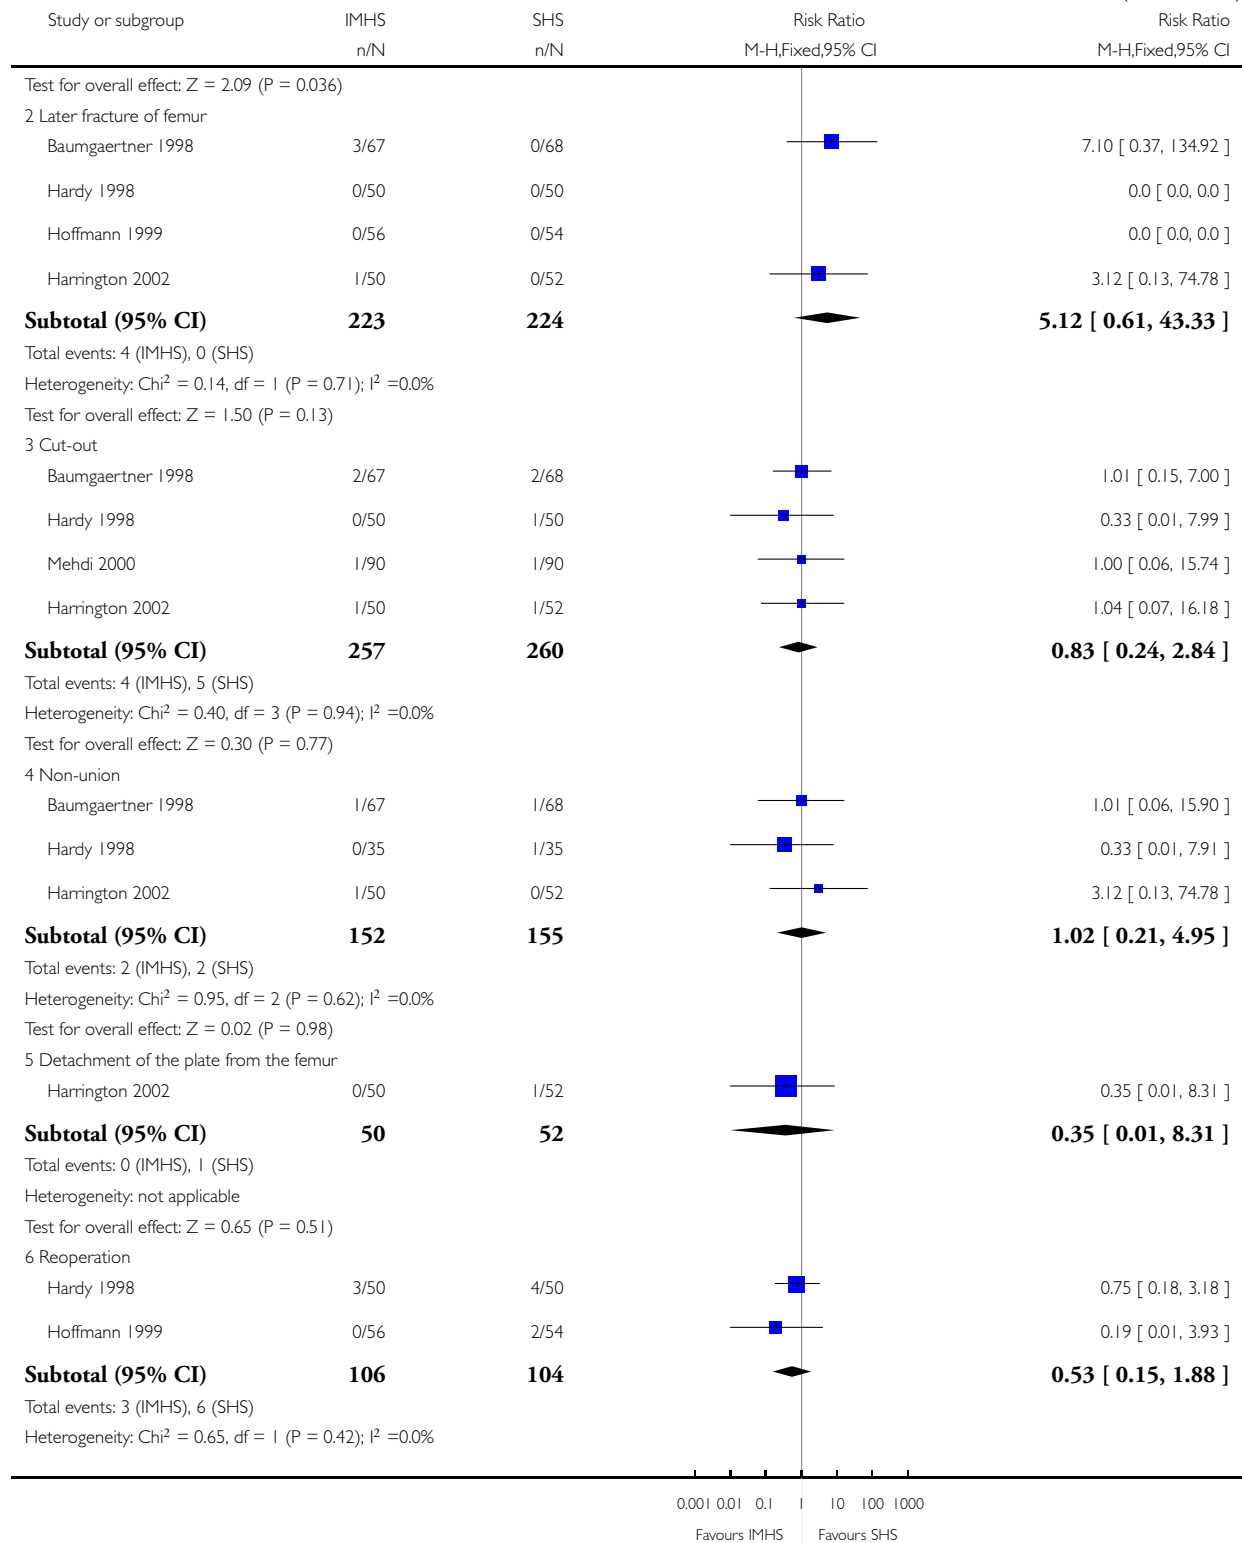 Study or subgroup IMHS SHS Risk Ratio Risk Ratio
n/N n/N M-H,Fixed,95% CI M-H,Fixed,95% CI
Test for overall effect: Z = 2.09 (P = 0.036)
2 Later fracture of femur
Baumgaertner 1998 3/67 0/68 7.10 [ 0.37, 134.92 ]
Hardy 1998 0/50 0/50 0.0 [ 0.0, 0.0 ]
Hoffmann 1999 0/56 0/54 0.0 [ 0.0, 0.0 ]
Harrington 2002 1/50 0/52 3.12 [ 0.13, 74.78 ]
Subtotal (95% CI) 223 224 5.12 [ 0.61, 43.33 ]
Total events: 4 (IMHS), 0 (SHS)
Heterogeneity: Chi² = 0.14, df = 1 (P = 0.71); I² =0.0%
Test for overall effect: Z = 1.50 (P = 0.13)
3 Cut-out
Baumgaertner 1998 2/67 2/68 1.01 [ 0.15, 7.00 ]
Hardy 1998 0/50 1/50 0.33 [ 0.01, 7.99 ]
Mehdi 2000 1/90 1/90 1.00 [ 0.06, 15.74 ]
Harrington 2002 1/50 1/52 1.04 [ 0.07, 16.18 ]
Subtotal (95% CI) 257 260 0.83 [ 0.24, 2.84 ]
Total events: 4 (IMHS), 5 (SHS)
Heterogeneity: Chi² = 0.40, df = 3 (P = 0.94); I² =0.0%
Test for overall effect: Z = 0.30 (P = 0.77)
4 Non-union
Baumgaertner 1998 1/67 1/68 1.01 [ 0.06, 15.90 ]
Hardy 1998 0/35 1/35 0.33 [ 0.01, 7.91 ]
Harrington 2002 1/50 0/52 3.12 [ 0.13, 74.78 ]
Subtotal (95% CI) 152 155 1.02 [ 0.21, 4.95 ]
Total events: 2 (IMHS), 2 (SHS)
Heterogeneity: Chi² = 0.95, df = 2 (P = 0.62); I² =0.0%
Test for overall effect: Z = 0.02 (P = 0.98)
5 Detachment of the plate from the femur
Harrington 2002 0/50 1/52 0.35 [ 0.01, 8.31 ]
Subtotal (95% CI) 50 52 0.35 [ 0.01, 8.31 ]
Total events: 0 (IMHS), 1 (SHS)
Heterogeneity: not applicable
Test for overall effect: Z = 0.65 (P = 0.51)
6 Reoperation
Hardy 1998 3/50 4/50 0.75 [ 0.18, 3.18 ]
Hoffmann 1999 0/56 2/54 0.19 [ 0.01, 3.93 ]
Subtotal (95% CI) 106 104 0.53 [ 0.15, 1.88 ]
Total events: 3 (IMHS), 6 (SHS)
Heterogeneity: Chi² = 0.65, df = 1 (P = 0.42); I² =0.0%
0.001 0.01 0.1 1 10 100 1000
Favours IMHS Favours SHS